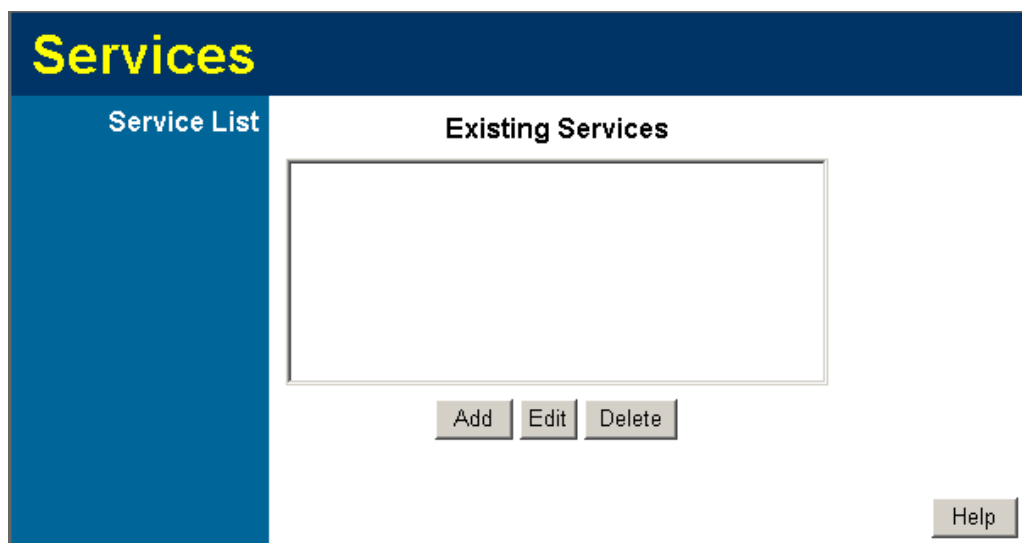 Services
Service List
Existing Services
Add Edit Delete
Help